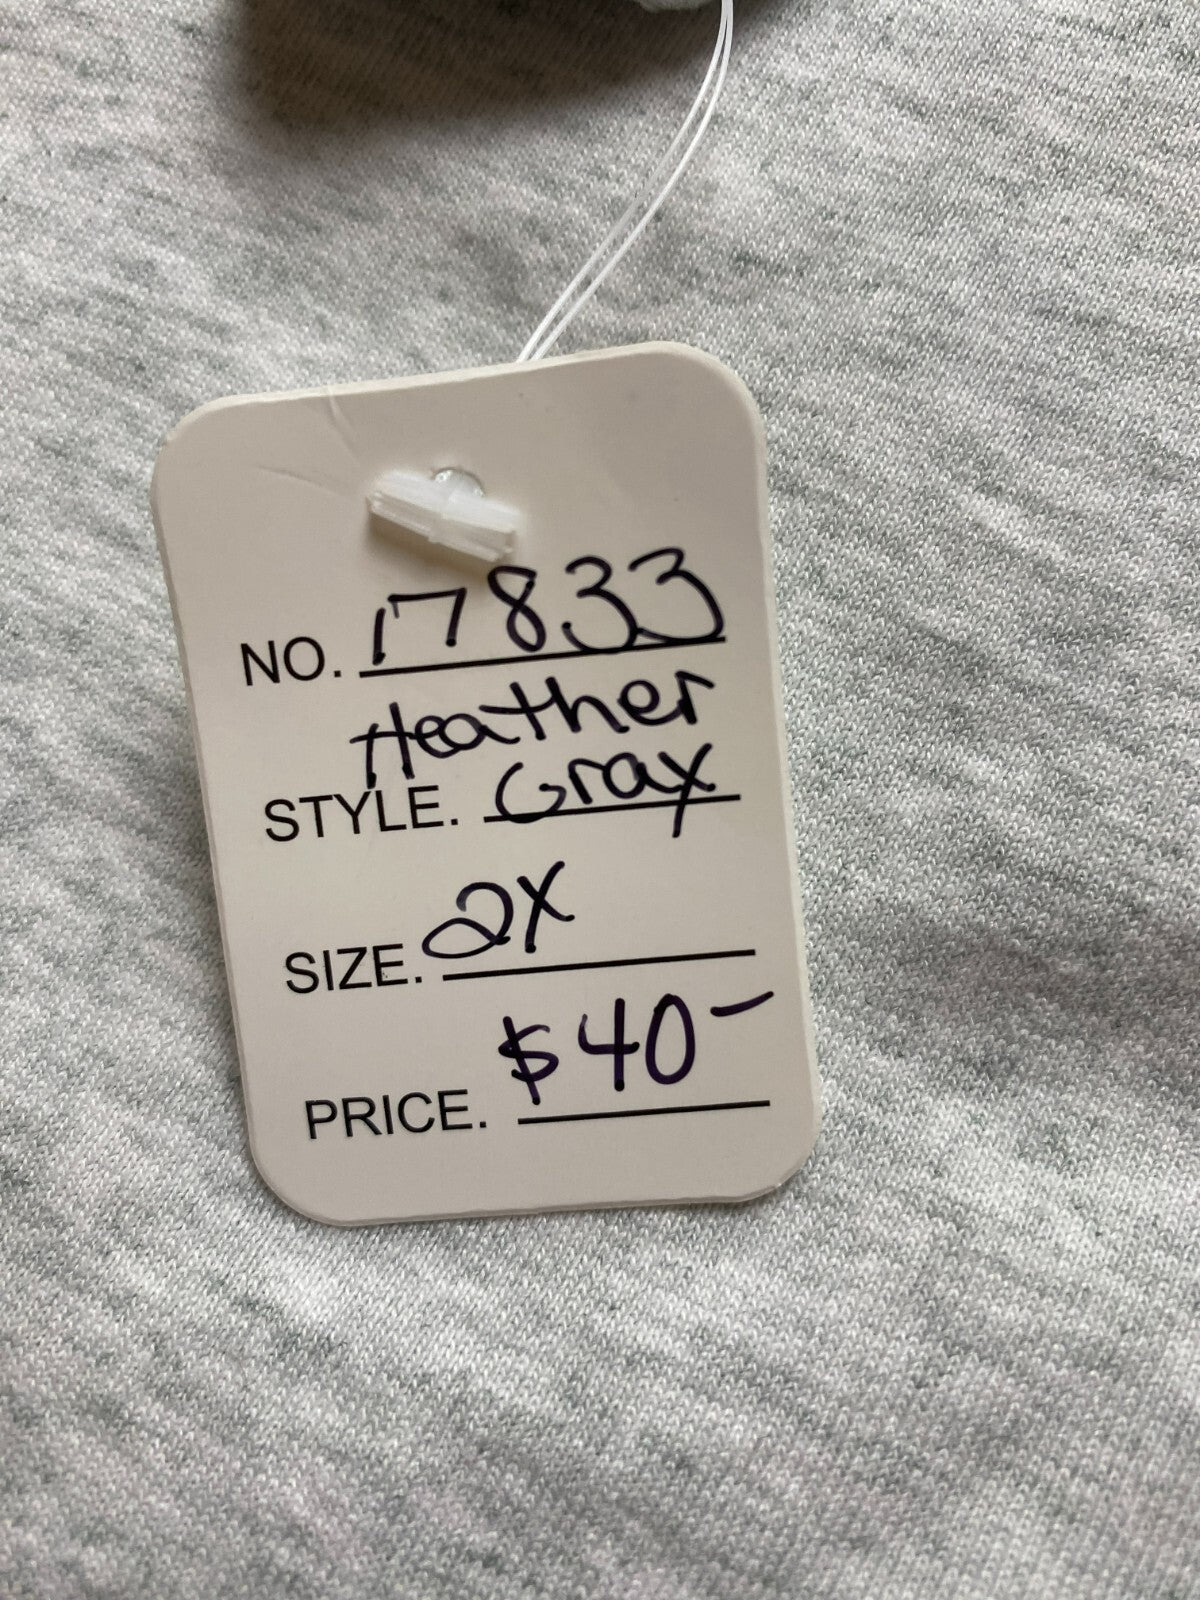 NO. 17833
Heather
STYLE. Gray
SIZE. 2X
PRICE. $40-